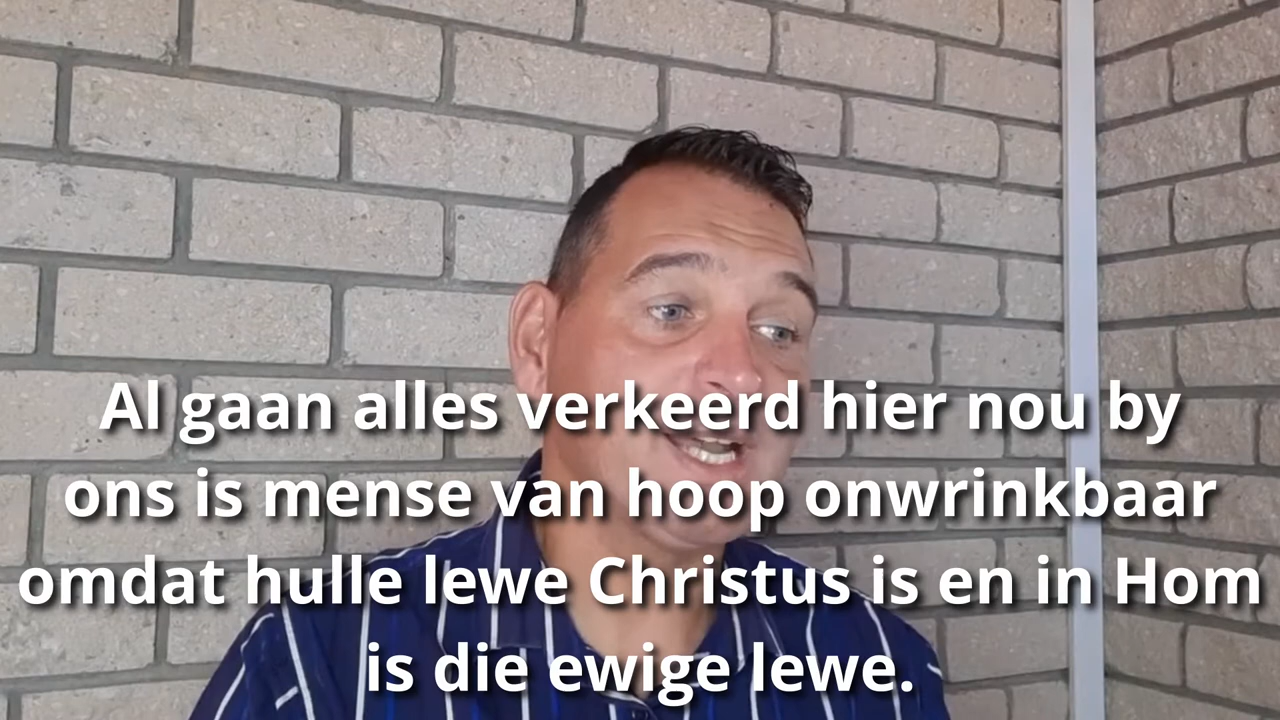 Al gaan alles verkeerd hier nou by
ons is mense van hoop onwrinkbaar
omdat hulle lewe Christus is en in Hom
is die ewige lewe.